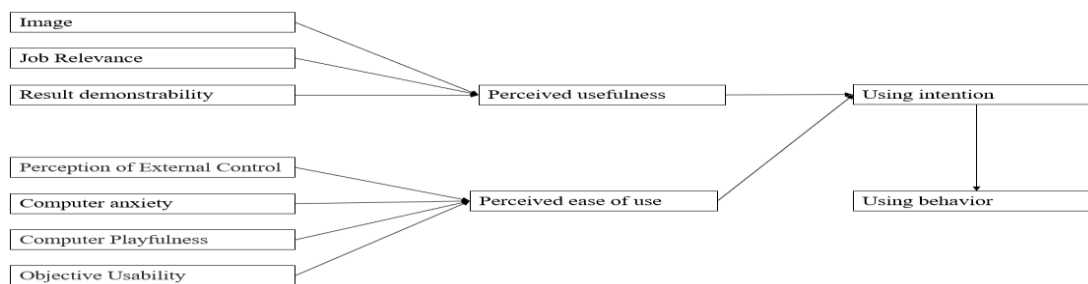 Image
Job Relevance
Result demonstrability
Perceived usefulness
Using intention
Perception of External Control
Computer anxiety
Perceived ease of use
Using behavior
Computer Playfulness
Objective Usability